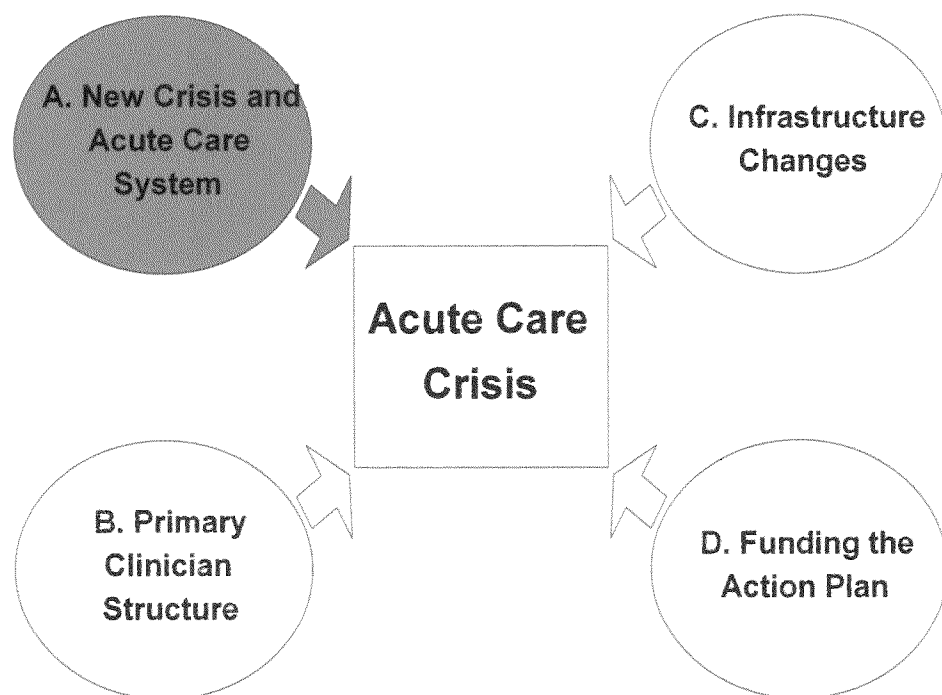 A. New Crisis and
Acute Care
System
C. Infrastructure
Changes
Acute Care
Crisis
B. Primary
Clinician
Structure
D. Funding the
Action Plan